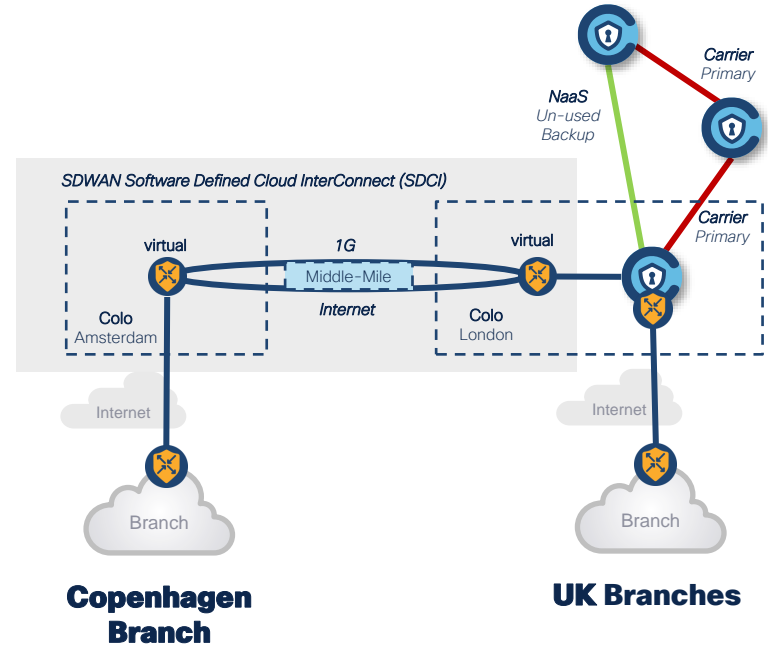 Carrier
Primary
NaaS
Un-used
Backup
SDWAN Software Defined Cloud InterConnect (SDCI)
Carrier
Primary
virtual
1G
virtual
Middle-Mile
Internet
Colo
Amsterdam
Colo
London
Internet
Internet
Branch
Branch
Copenhagen
Branch
UK Branches